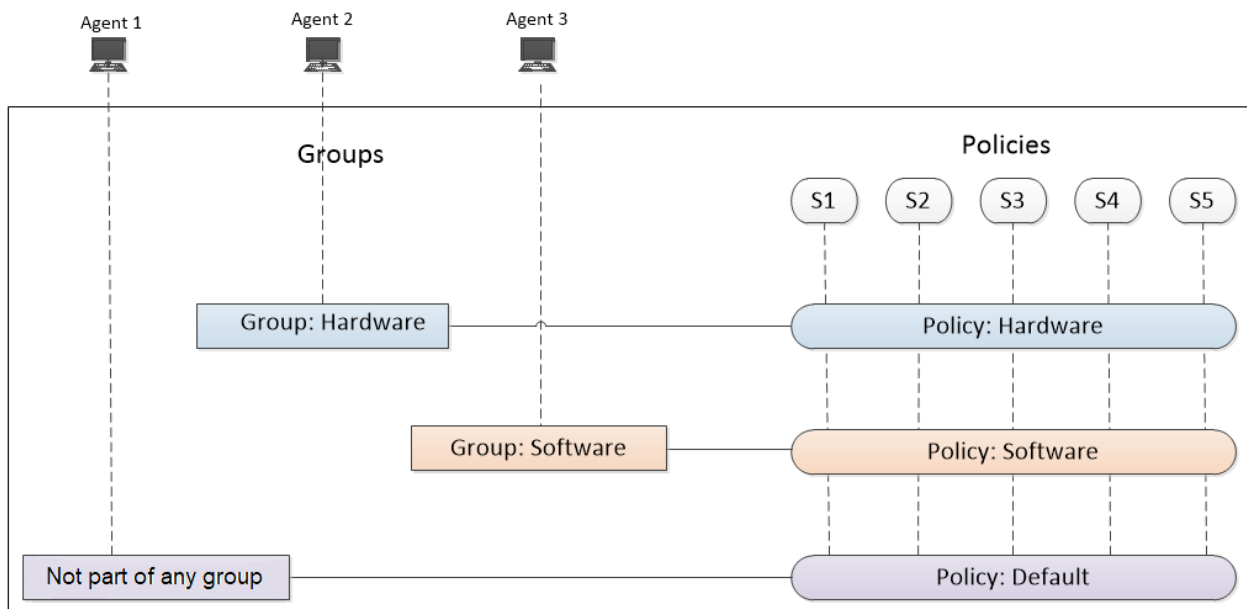 Agent 1
Agent 2
Agent 3
Groups
Policies
S1
S2
S3
S4
S5
Group: Hardware
Policy: Hardware
Group: Software
Policy: Software
Not part of any group
Policy: Default